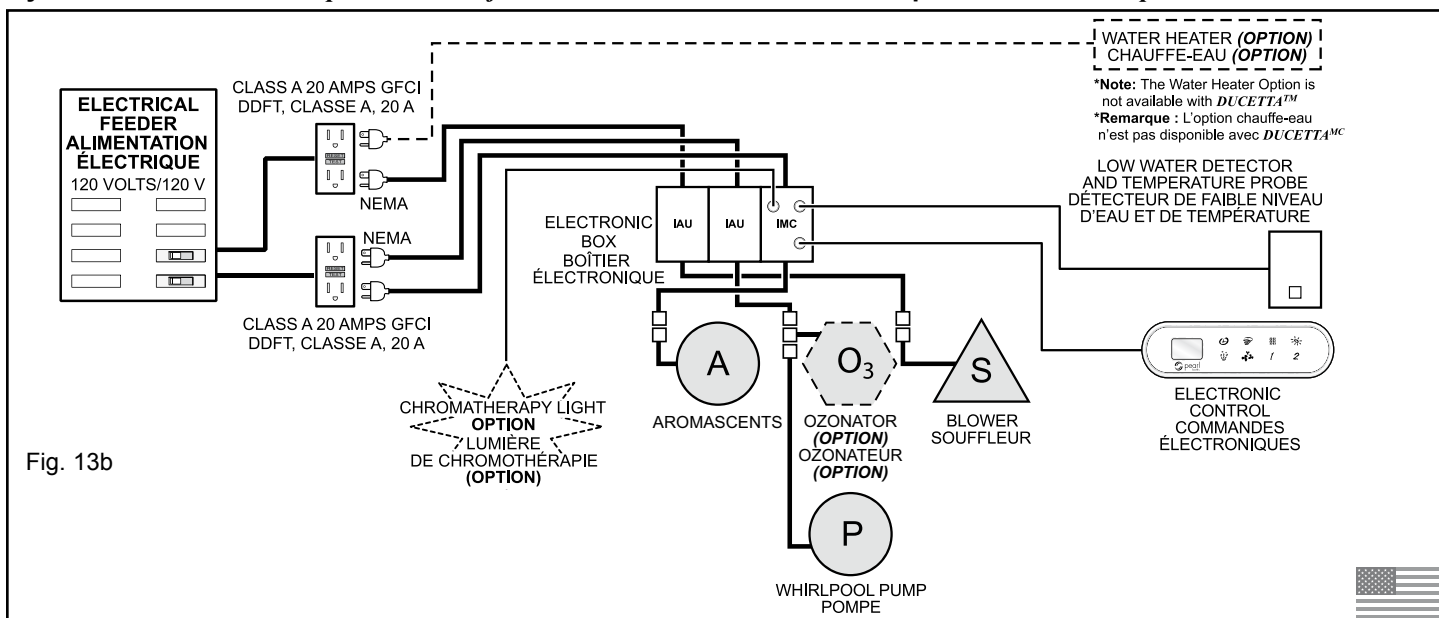 WATER HEATER (OPTION)
CHAUFFE-EAU (OPTION)
*Note: The Water Heater Option is
not available with DUCETTA™
*Remarque : L'option chauffe-eau
n'est pas disponible avec DUCETTAMC
ELECTRICAL
FEEDER
ALIMENTATION
ÉLECTRIQUE
120 VOLTS/120 V
CLASS A 20 AMPS GFCI
DDFT, CLASSE A, 20 A
NEMA
NEMA
CLASS A 20 AMPS GFCI
DDFT, CLASSE A, 20 A
ELECTRONIC
BOX
BOÎTIER
ÉLECTRONIQUE
IAU
IAU
IMC
LOW WATER DETECTOR
AND TEMPERATURE PROBE
DÉTECTEUR DE FAIBLE NIVEAU
D'EAU ET DE TEMPÉRATURE
CHROMATHERAPY LIGHT
OPTION
LUMIÈRE
DE CHROMOTHÉRAPIE
(OPTION)
A
AROMASCENTS
O3
OZONATOR
(OPTION)
OZONATEUR
(OPTION)
S
BLOWER
SOUFFLEUR
1 2
pearl
ELECTRONIC
CONTROL
COMMANDES
ÉLECTRONIQUES
P
WHIRLPOOL PUMP
POMPE
Fig. 13b